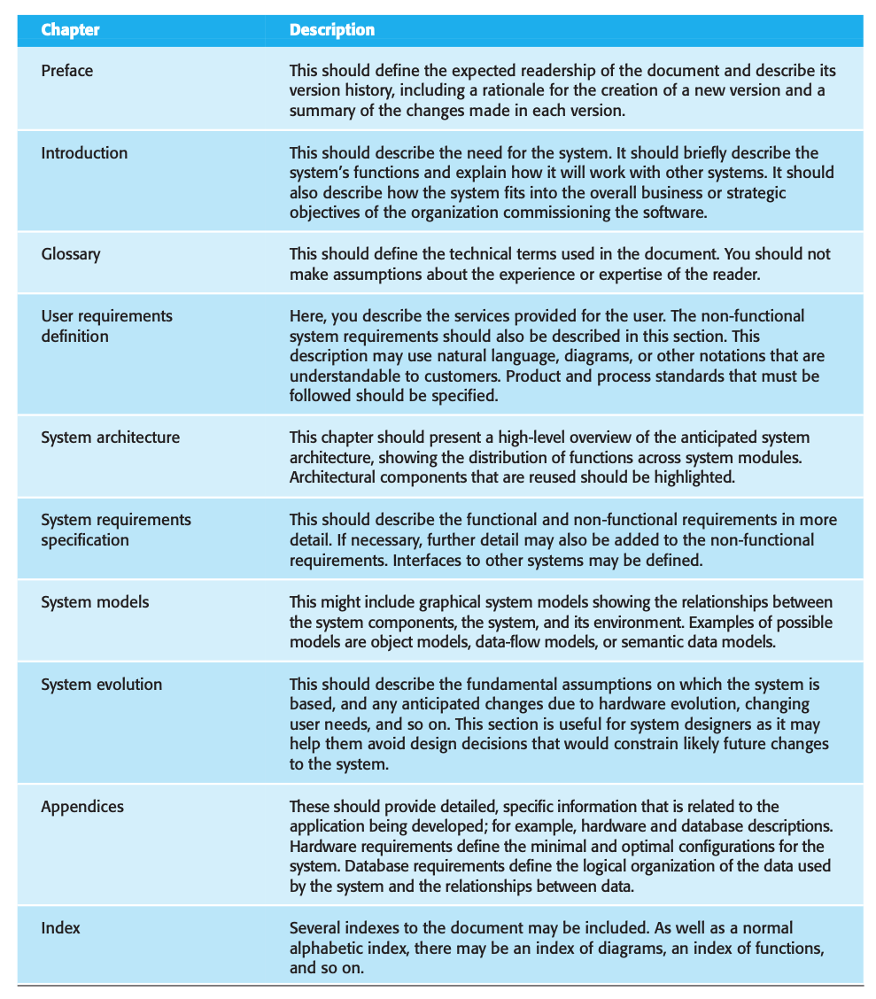 Chapter Description
Preface This should define the expected readership of the document and describe its
version history, including a rationale for the creation of a new version and a
summary of the changes made in each version.
Introduction This should describe the need for the system. It should briefly describe the
system's functions and explain how it will work with other systems. It should
also describe how the system fits into the overall business or strategic
objectives of the organization commissioning the software.
Glossary This should define the technical terms used in the document. You should not
make assumptions about the experience or expertise of the reader.
User requirements Here, you describe the services provided for the user. The non-functional
definition system requirements should also be described in this section. This
description may use natural language, diagrams, or other notations that are
understandable to customers. Product and process standards that must be
followed should be specified.
System architecture This chapter should present a high-level overview of the anticipated system
architecture, showing the distribution of functions across system modules.
Architectural components that are reused should be highlighted.
System requirements This should describe the functional and non-functional requirements in more
specification detail. If necessary, further detail may also be added to the non-functional
requirements. Interfaces to other systems may be defined.
System models This might include graphical system models showing the relationships between
the system components, the system, and its environment. Examples of possible
models are object models, data-flow models, or semantic data models.
System evolution This should describe the fundamental assumptions on which the system is
based, and any anticipated changes due to hardware evolution, changing
user needs, and so on. This section is useful for system designers as it may
help them avoid design decisions that would constrain likely future changes
to the system.
Appendices These should provide detailed, specific information that is related to the
application being developed; for example, hardware and database descriptions.
Hardware requirements define the minimal and optimal configurations for the
system. Database requirements define the logical organization of the data used
by the system and the relationships between data.
Index Several indexes to the document may be included. As well as a normal
alphabetic index, there may be an index of diagrams, an index of functions,
and so on.